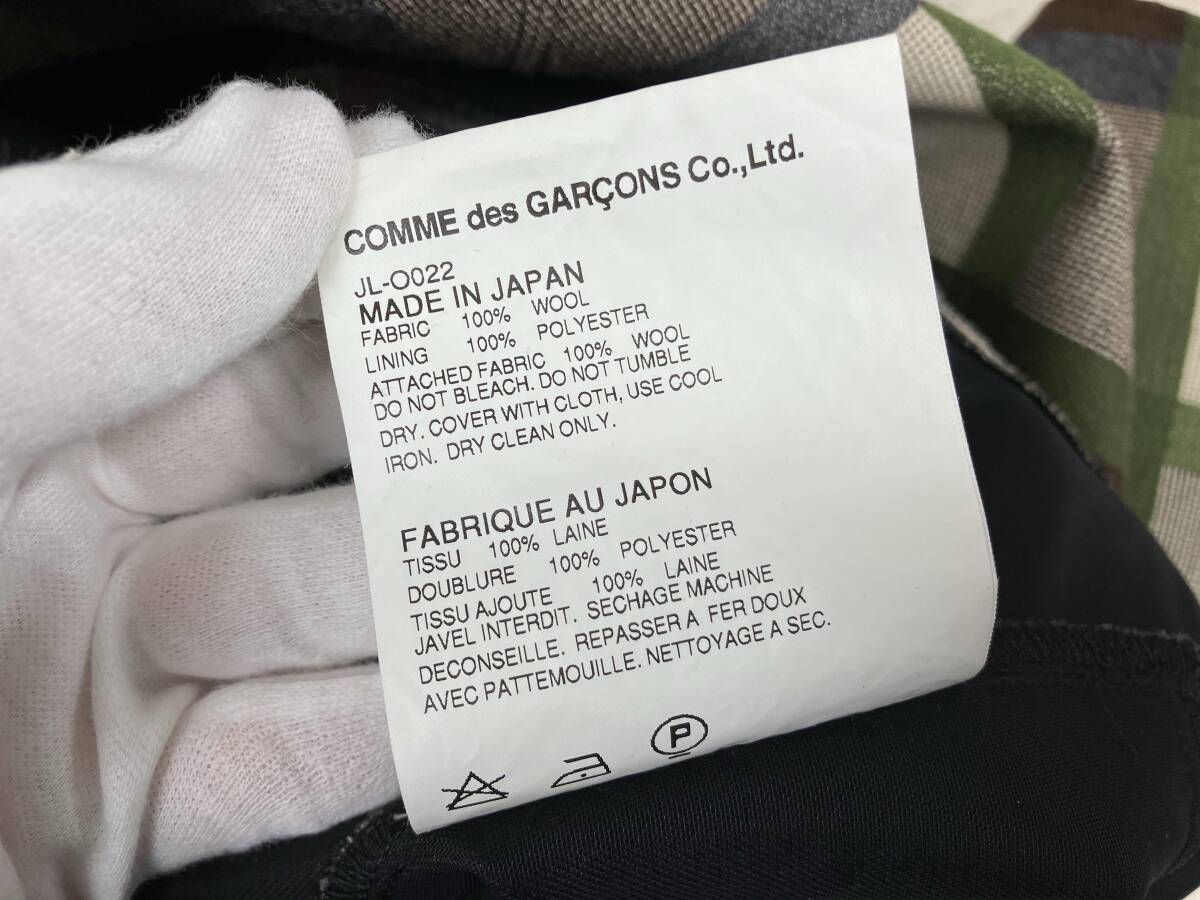 COMME des GARÇONS Co.,Ltd.
JL-O022
MADE IN JAPAN
FABRIC 100% WOOL
LINING 100% POLYESTER
ATTACHED FABRIC 100% WOOL
DO NOT BLEACH. DO NOT TUMBLE
DRY. COVER WITH CLOTH, USE COOL
IRON. DRY CLEAN ONLY.
FABRIQUE AU JAPON
TISSU 100% LAINE
DOUBLURE 100% POLYESTER
TISSU AJOUTE 100% LAINE
JAVEL INTERDIT. SECHAGE MACHINE
DECONSEILLE. REPASSER A FER DOUX
AVEC PATTEMOUILLE. NETTOYAGE A SEC.
P